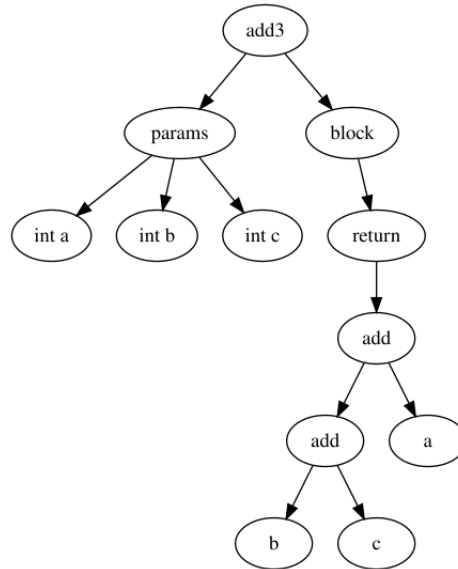 add3
params
block
int a
int b
int c
return
add
add
a
b
c